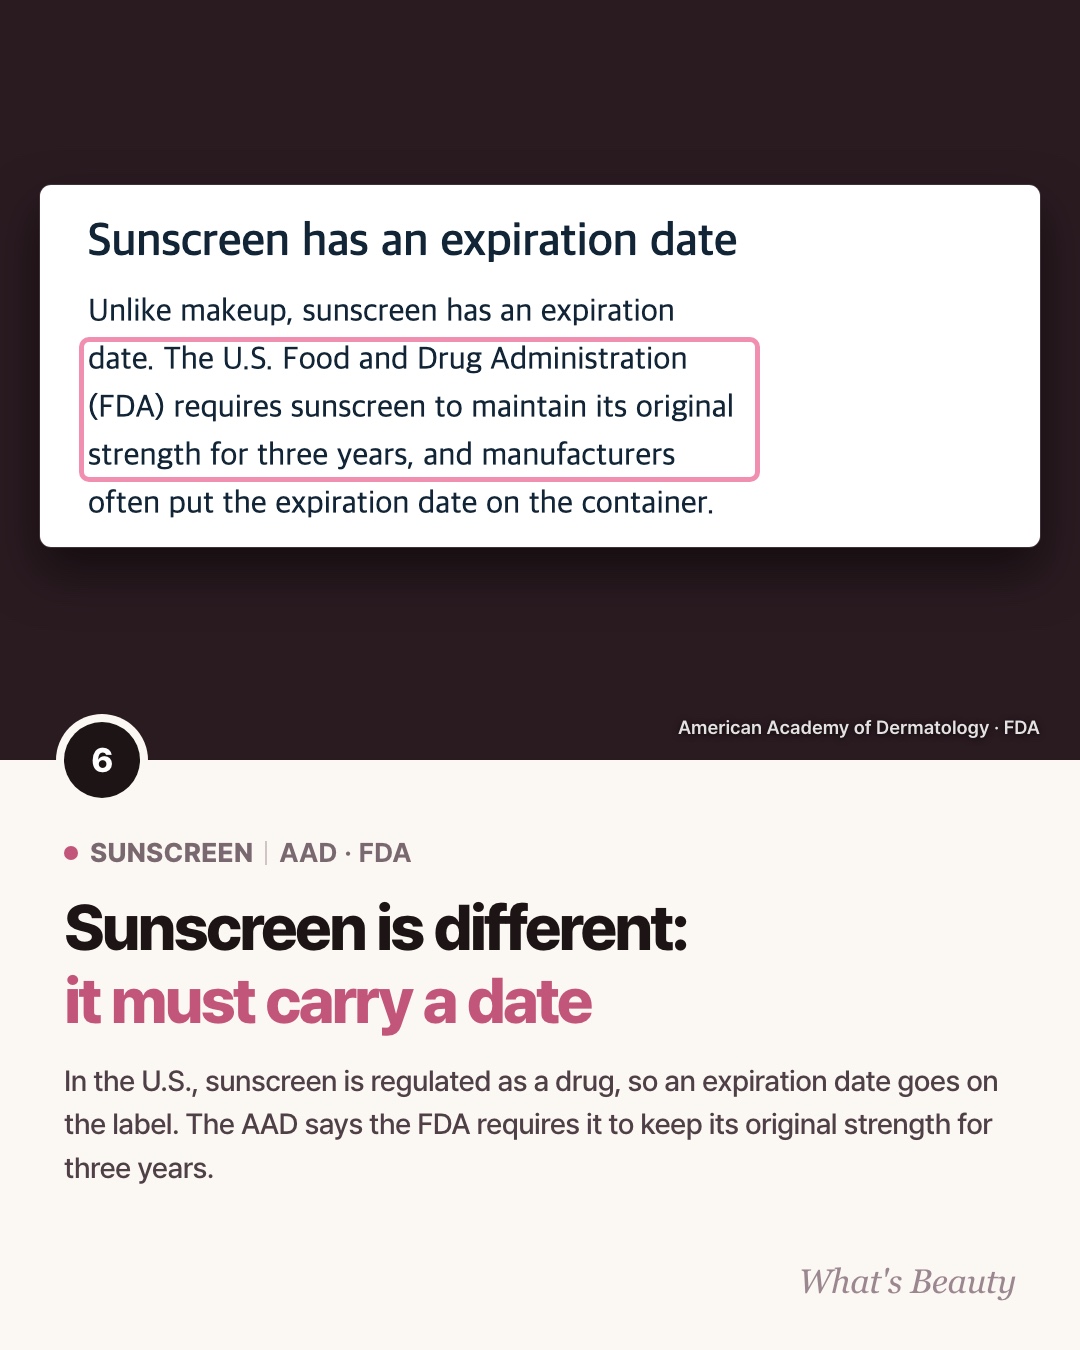 Sunscreen has an expiration date
Unlike makeup, sunscreen has an expiration
date. The U.S. Food and Drug Administration
(FDA) requires sunscreen to maintain its original
strength for three years, and manufacturers
often put the expiration date on the container.
American Academy of Dermatology · FDA
6
SUNSCREEN | AAD · FDA
Sunscreen is different:
it must carry a date
In the U.S., sunscreen is regulated as a drug, so an expiration date goes on
the label. The AAD says the FDA requires it to keep its original strength for
three years.
What's Beauty